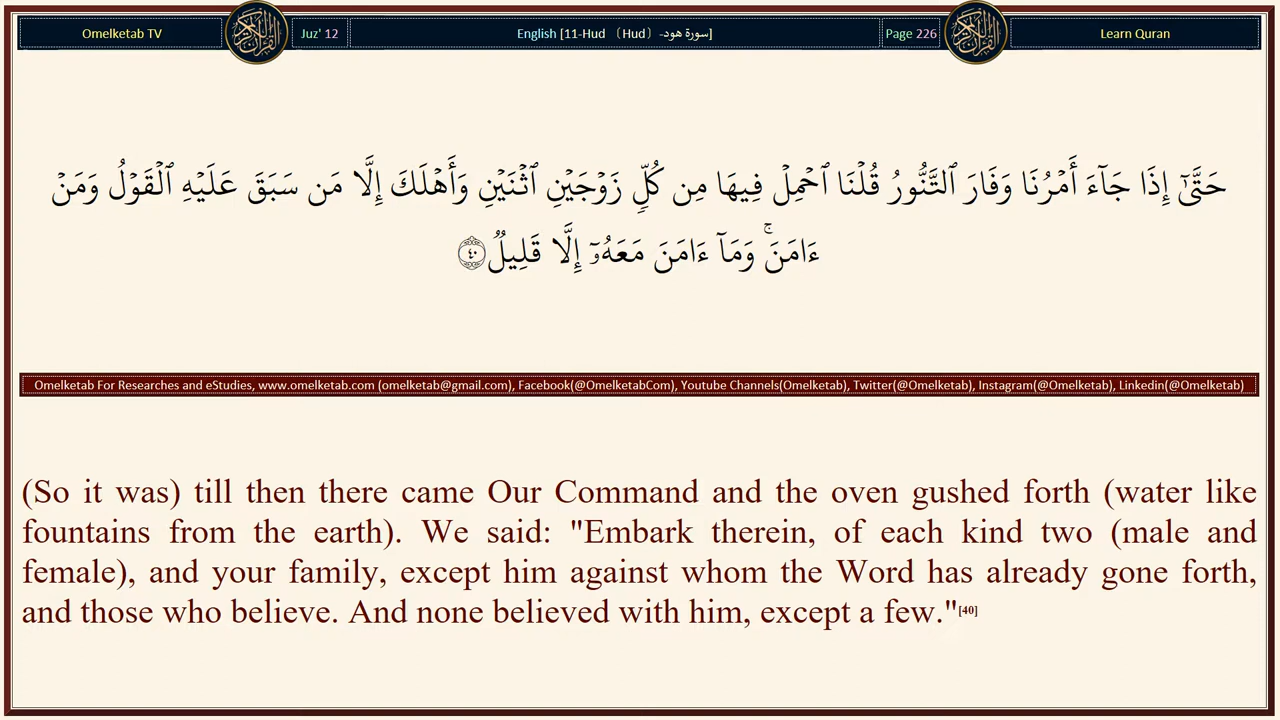 Omelketab TV
Juz' 12
English [11-Hud 〔Hud〕 -سورة هود]
Page 226
Learn Quran
حَتَّىٰٓ إِذَا جَآءَ أَمْرُنَا وَفَارَ ٱلتَّنُّورُ قُلْنَا ٱحْمِلْ فِيهَا مِن كُلٍّ زَوْجَيْنِ ٱثْنَيْنِ وَأَهْلَكَ إِلَّا مَن سَبَقَ عَلَيْهِ ٱلْقَوْلُ وَمَنْ
ءَامَنَ ۚ وَمَآ ءَامَنَ مَعَهُۥٓ إِلَّا قَلِيلٌ ٤٠
Omelketab For Researches and eStudies, www.omelketab.com (omelketab@gmail.com), Facebook(@OmelketabCom), Youtube Channels(Omelketab), Twitter(@Omelketab), Instagram(@Omelketab), Linkedin(@Omelketab)
(So it was) till then there came Our Command and the oven gushed forth (water like
fountains from the earth). We said: "Embark therein, of each kind two (male and
female), and your family, except him against whom the Word has already gone forth,
and those who believe. And none believed with him, except a few."[40]